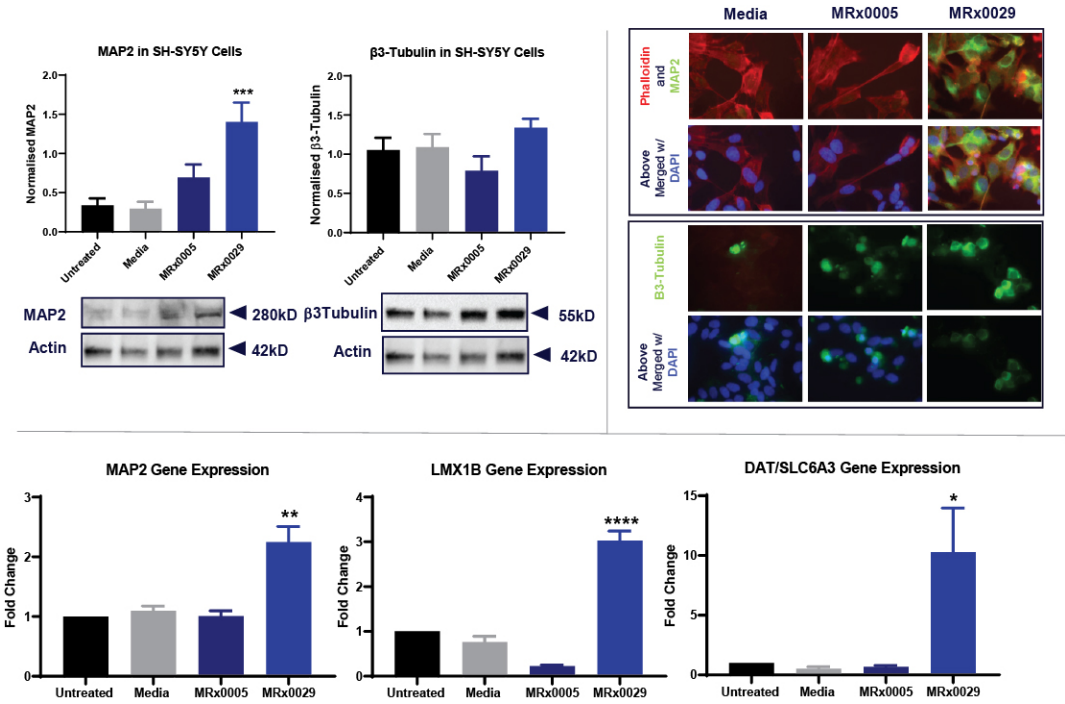 MAP2 in SH-SY5Y Cells
Normalised MAP2
2.0
1.5
1.0
0.5
0.0
***
Untreated
Media
MRx0005
MRx0029
β3-Tubulin in SH-SY5Y Cells
Normalised β3-Tubulin
2.0
1.5
1.0
0.5
0.0
Untreated
Media
MRx0005
MRx0029
MAP2
280kD
Actin
42kD
β3Tubulin
55kD
Actin
42kD
Media
MRx0005
MRx0029
Phalloidin
and
MAP2
Above
Merged w/
DAPI
B3-Tubulin
Above
Merged w/
DAPI
MAP2 Gene Expression
Fold Change
3
2
1
0
**
Untreated
Media
MRx0005
MRx0029
LMX1B Gene Expression
Fold Change
4
3
2
1
0
****
Untreated
Media
MRx0005
MRx0029
DAT/SLC6A3 Gene Expression
Fold Change
15
10
5
0
*
Untreated
Media
MRx0005
MRx0029